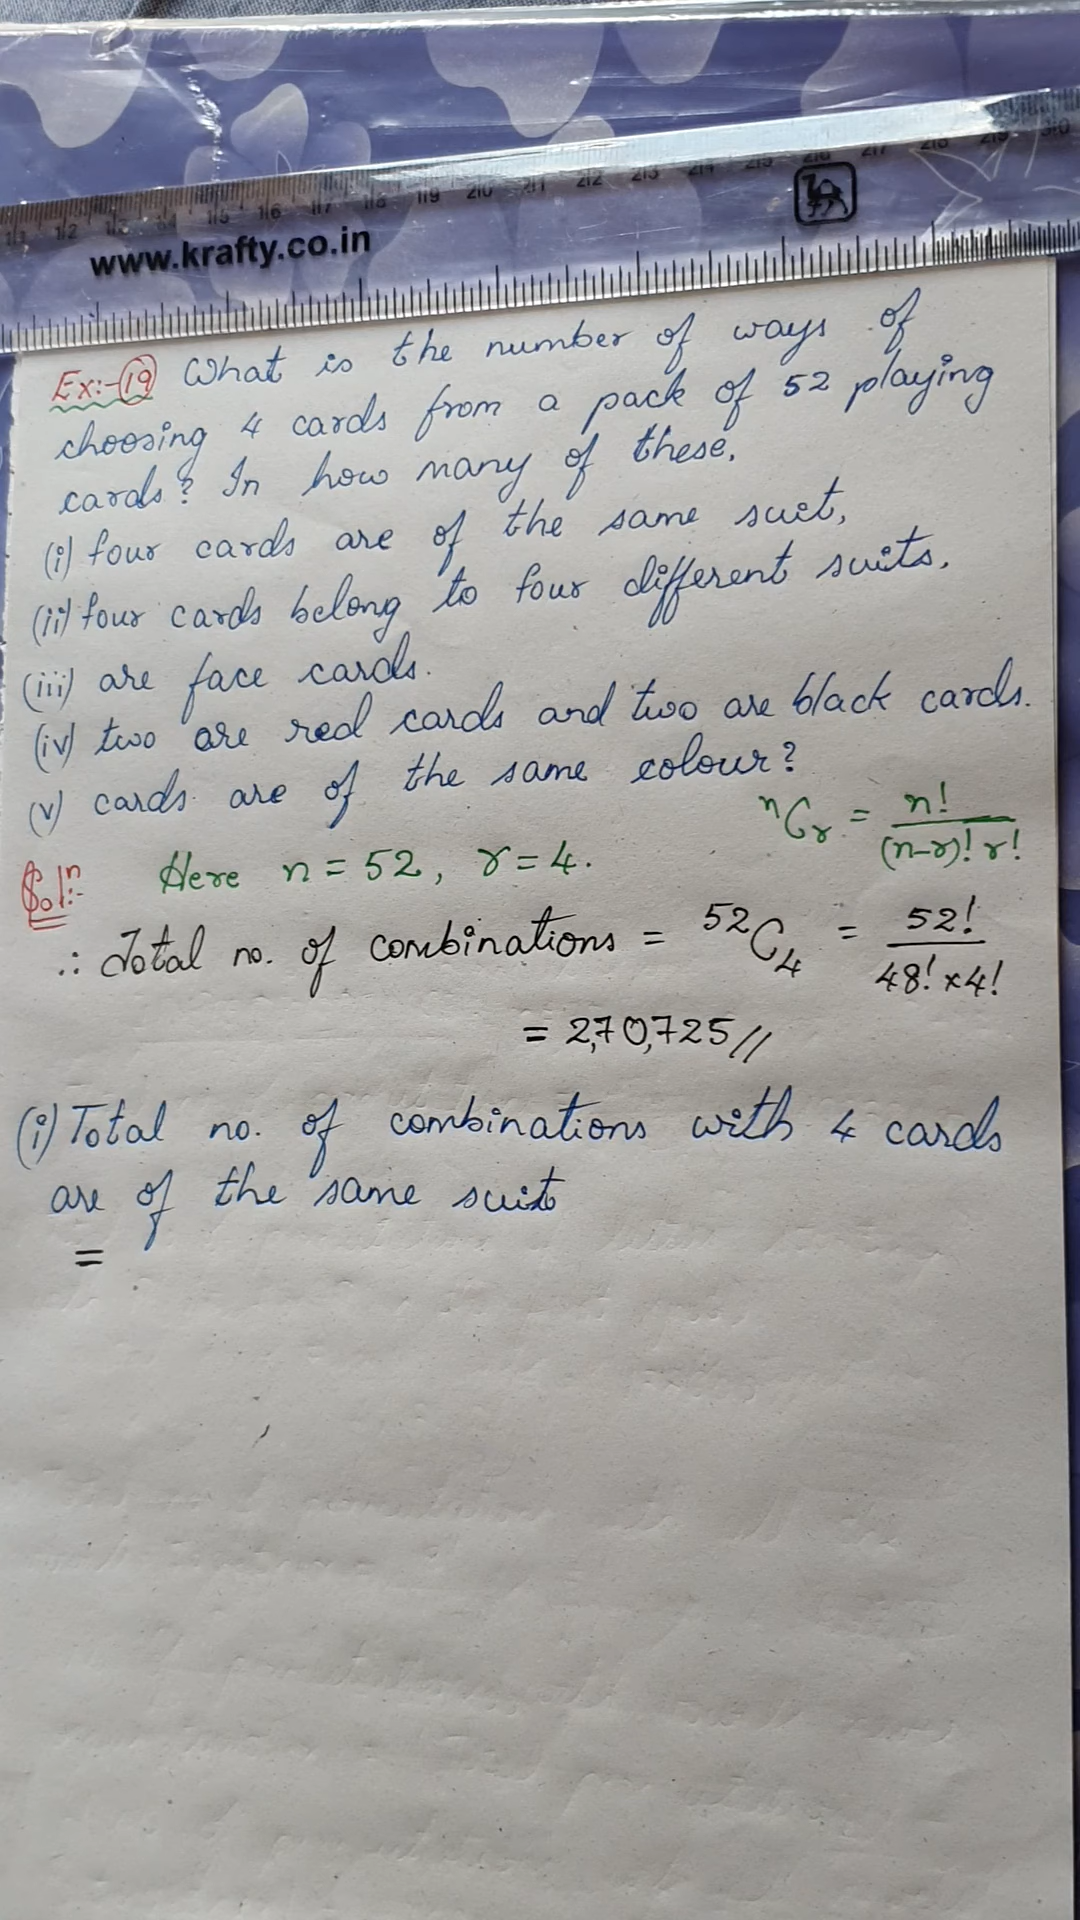 www.krafty.co.in
Ex:-(19) What is the number of ways of
choosing 4 cards from a pack of 52 playing
cards? In how many of these,
(i) four cards are of the same suit,
(ii) four cards belong to four different suits,
(iii) are face cards.
(iv) two are red cards and two are black cards.
(v) cards are of the same colour?
ⁿCᵣ = n! / (n-r)! r!
Solⁿ:- Here n = 52, r = 4.
∴ Total no. of combinations = ⁵²C₄ = 52! / 48! × 4!
= 2,70,725//
(i) Total no. of combinations with 4 cards
are of the same suit
=